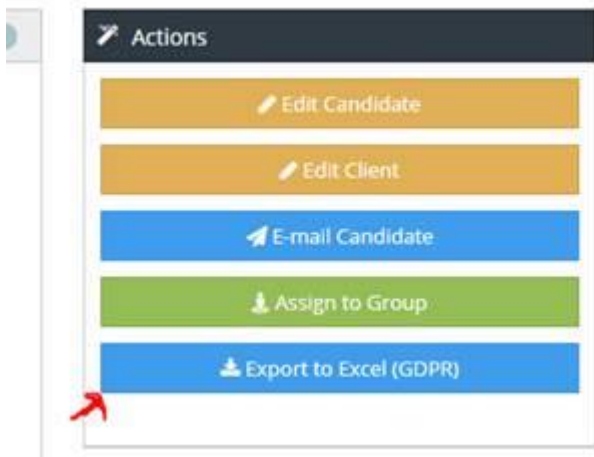 Actions
Edit Candidate
Edit Client
E-mail Candidate
Assign to Group
Export to Excel (GDPR)